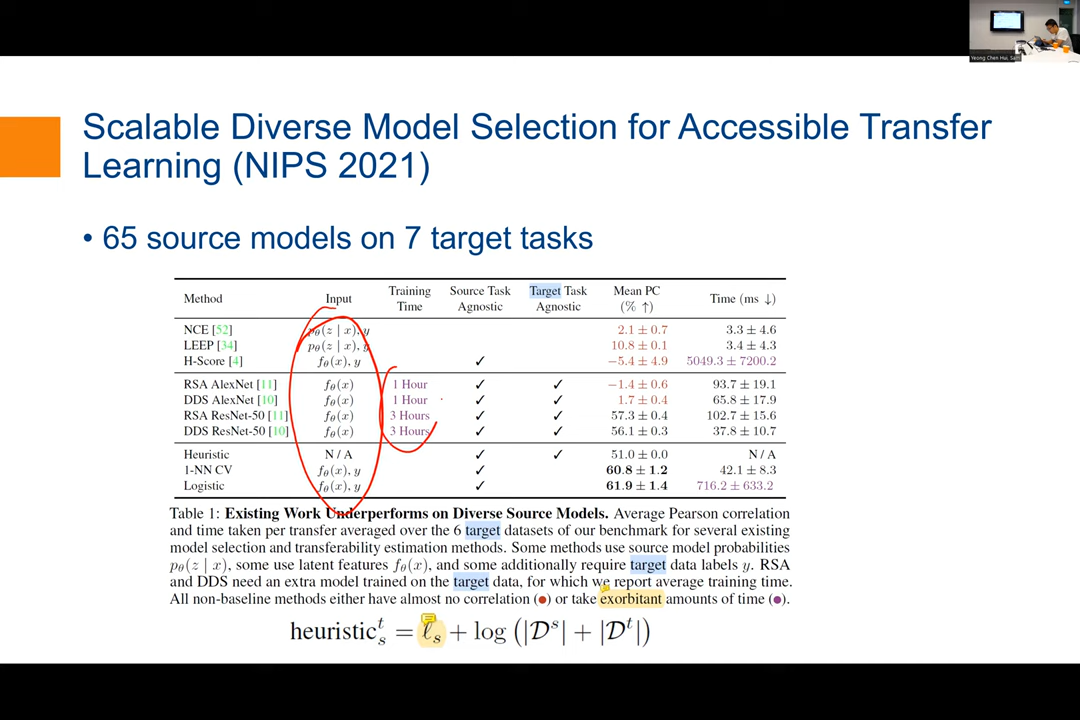 Yeong Chen Hui, Sam
Scalable Diverse Model Selection for Accessible Transfer
Learning (NIPS 2021)
• 65 source models on 7 target tasks
Method Input Training Time Source Task Agnostic Target Task Agnostic Mean PC (% ↑) Time (ms ↓)
NCE [52] pθ(z | x), y 2.1 ± 0.7 3.3 ± 4.6
LEEP [34] pθ(z | x), y 10.8 ± 0.1 3.4 ± 4.3
H-Score [4] fθ(x), y ✓ −5.4 ± 4.9 5049.3 ± 7200.2
RSA AlexNet [11] fθ(x) 1 Hour ✓ ✓ −1.4 ± 0.6 93.7 ± 19.1
DDS AlexNet [10] fθ(x) 1 Hour ✓ ✓ 1.7 ± 0.4 65.8 ± 17.9
RSA ResNet-50 [11] fθ(x) 3 Hours ✓ ✓ 57.3 ± 0.4 102.7 ± 15.6
DDS ResNet-50 [10] fθ(x) 3 Hours ✓ ✓ 56.1 ± 0.3 37.8 ± 10.7
Heuristic N / A ✓ ✓ 51.0 ± 0.0 N / A
1-NN CV fθ(x), y ✓ 60.8 ± 1.2 42.1 ± 8.3
Logistic fθ(x), y ✓ 61.9 ± 1.4 716.2 ± 633.2
Table 1: Existing Work Underperforms on Diverse Source Models. Average Pearson correlation
and time taken per transfer averaged over the 6 target datasets of our benchmark for several existing
model selection and transferability estimation methods. Some methods use source model probabilities
pθ(z | x), some use latent features fθ(x), and some additionally require target data labels y. RSA
and DDS need an extra model trained on the target data, for which we report average training time.
All non-baseline methods either have almost no correlation (●) or take exorbitant amounts of time (●).
heuristicₛᵗ = ℓₛ + log (|𝒟ˢ| + |𝒟ᵗ|)